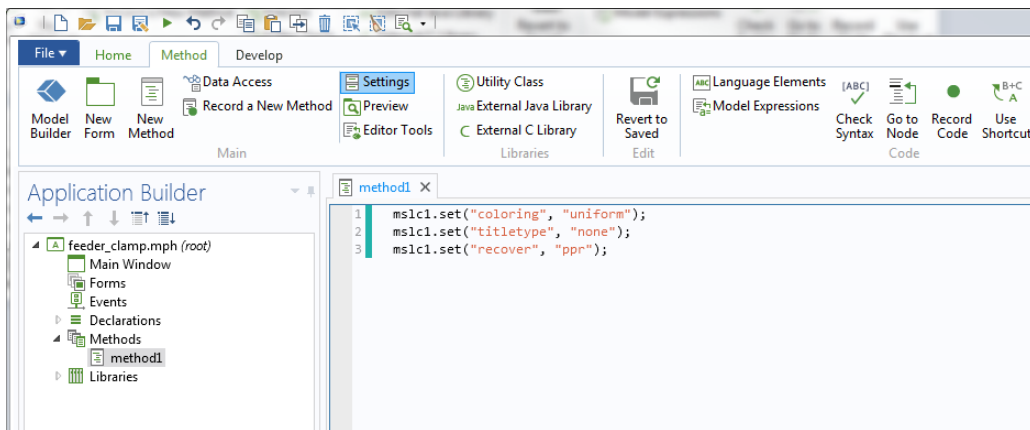 File Home Method Develop
Model Builder
New Form
New Method
Data Access
Record a New Method
Main
Settings
Preview
Editor Tools
Utility Class
Java External Java Library
C External C Library
Libraries
Revert to Saved
Edit
ABC Language Elements
a= Model Expressions
[ABC] Check Syntax
Go to Node
Record Code
B+C A Use Shortcut
Code
Application Builder
A feeder_clamp.mph (root)
Main Window
Forms
Events
Declarations
Methods
method1
Libraries
method1
1 mslc1.set("coloring", "uniform");
2 mslc1.set("titletype", "none");
3 mslc1.set("recover", "ppr");